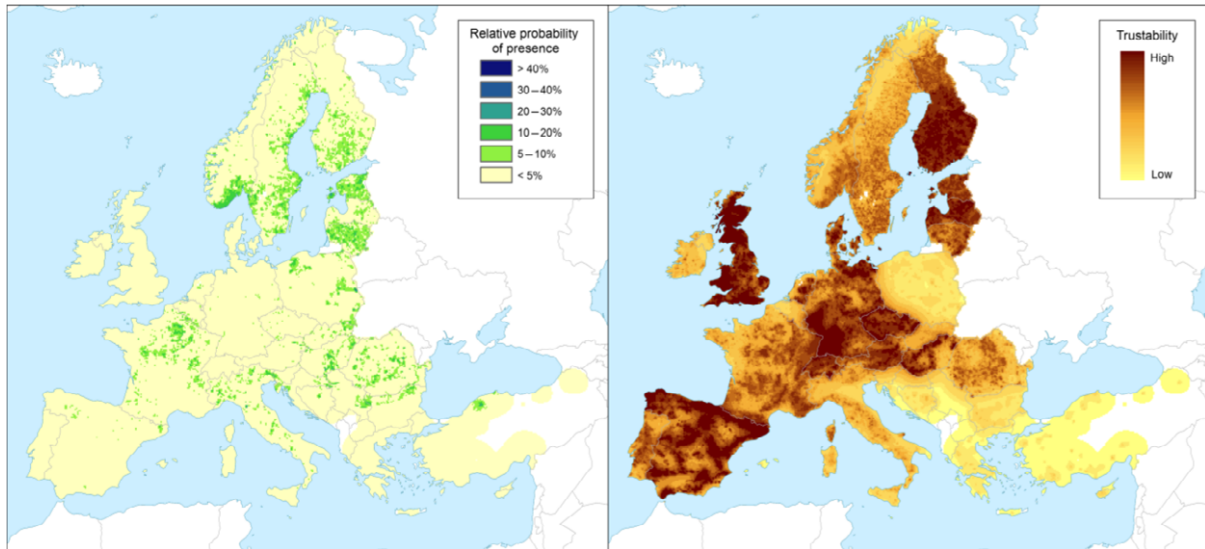 Relative probability
of presence
> 40%
30–40%
20–30%
10–20%
5–10%
< 5%
Trustability
High
Low